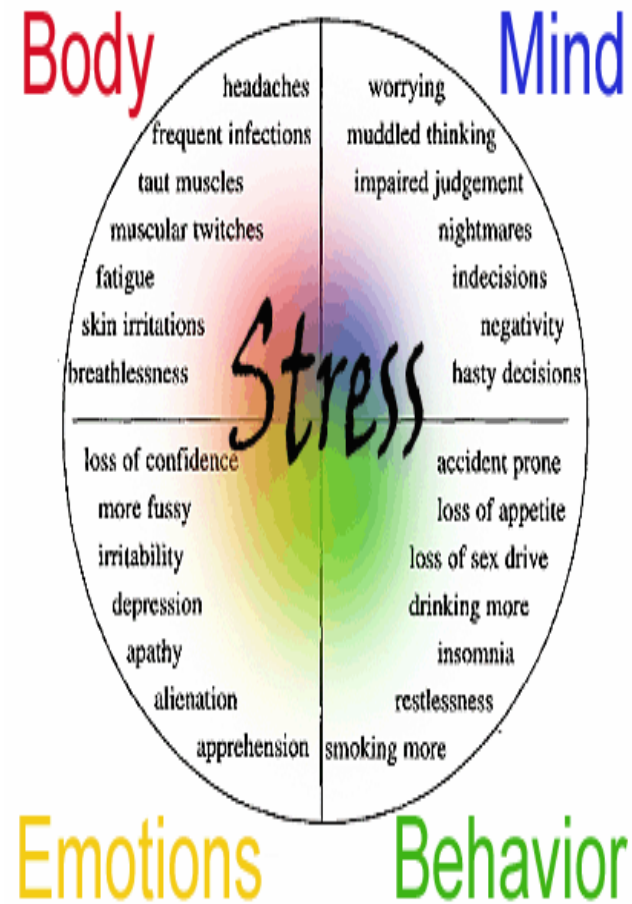 Body
Mind
headaches
frequent infections
taut muscles
muscular twitches
fatigue
skin irritations
breathlessness
worrying
muddled thinking
impaired judgement
nightmares
indecisions
negativity
hasty decisions
Stress
loss of confidence
more fussy
irritability
depression
apathy
alienation
apprehension
accident prone
loss of appetite
loss of sex drive
drinking more
insomnia
restlessness
smoking more
Emotions
Behavior